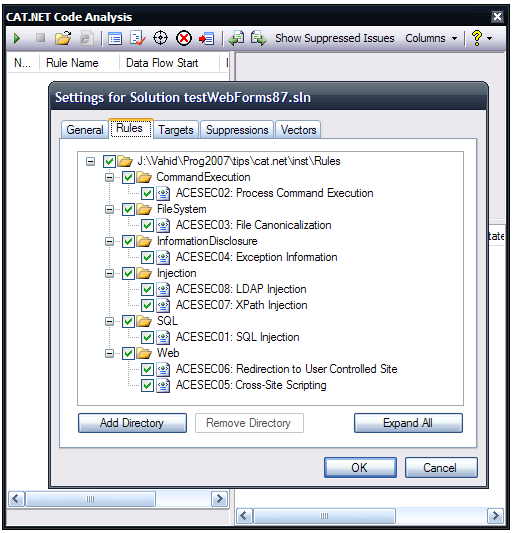 CAT.NET Code Analysis
Show Suppressed Issues Columns
N... Rule Name Data Flow Start
Settings for Solution testWebForms87.sln
General Rules Targets Suppressions Vectors
J:\Vahid\Prog2007\tips\cat.net\inst\Rules
CommandExecution
ACESEC02: Process Command Execution
FileSystem
ACESEC03: File Canonicalization
InformationDisclosure
ACESEC04: Exception Information
Injection
ACESEC08: LDAP Injection
ACESEC07: XPath Injection
SQL
ACESEC01: SQL Injection
Web
ACESEC06: Redirection to User Controlled Site
ACESEC05: Cross-Site Scripting
Add Directory Remove Directory Expand All
OK Cancel